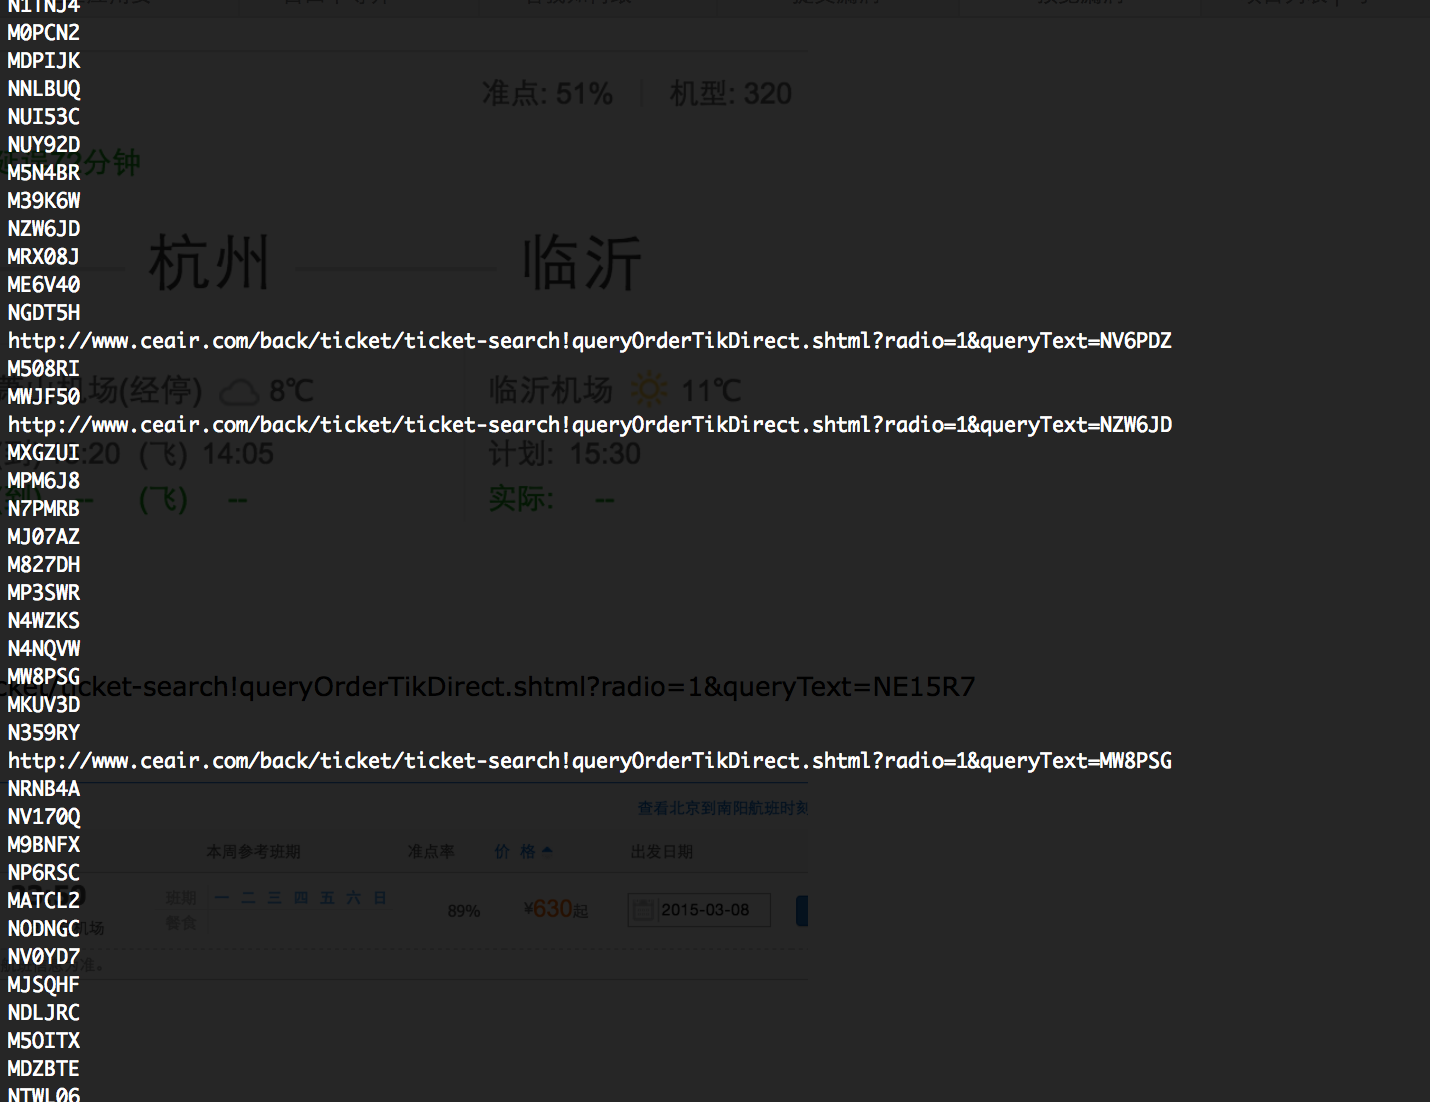 N1TNJ4
M0PCN2
MDPIJK
准点: 51% 机型: 320
NNLBUQ
NUI53C
NUY92D
分钟
M5N4BR
M39K6W
NZW6JD
杭州 临沂
MRX08J
ME6V40
NGDT5H
http://www.ceair.com/back/ticket/ticket-search!queryOrderTikDirect.shtml?radio=1&queryText=NV6PDZ
M508RI
机场(经停) 8℃ 临沂机场 11℃
MWJF50
http://www.ceair.com/back/ticket/ticket-search!queryOrderTikDirect.shtml?radio=1&queryText=NZW6JD
MXGZUI
:20 (飞) 14:05 计划: 15:30
MPM6J8
-- (飞) -- 实际: --
N7PMRB
MJ07AZ
M827DH
MP3SWR
N4WZKS
N4NQVW
MW8PSG
ticket-search!queryOrderTikDirect.shtml?radio=1&queryText=NE15R7
MKUV3D
N359RY
http://www.ceair.com/back/ticket/ticket-search!queryOrderTikDirect.shtml?radio=1&queryText=MW8PSG
NRNB4A
查看北京到南阳航班时刻
NV170Q
M9BNFX
本周参考班期 准点率 价 格 出发日期
NP6RSC
MATCL2
班期 一 二 三 四 五 六 日
89% ¥630起 2015-03-08
餐食
NODNGC
机场
NV0YD7
MJSQHF
NDLJRC
M5OITX
MDZBTE
NTWL06